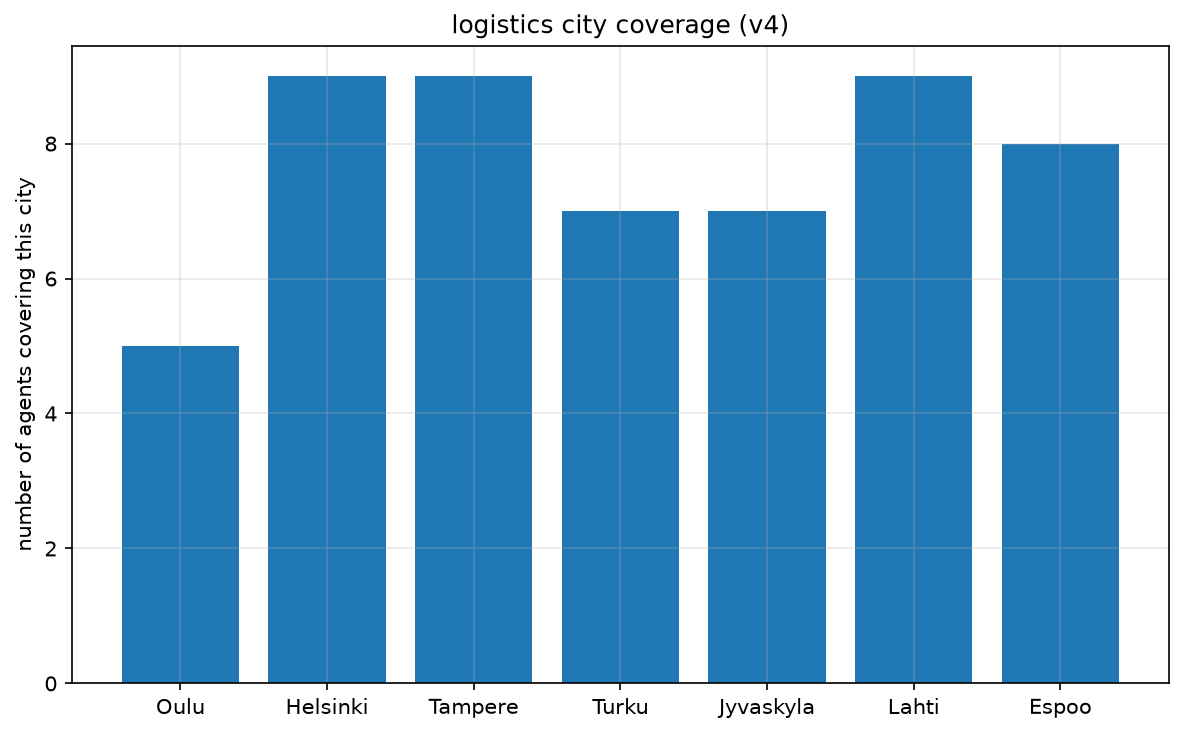 logistics city coverage (v4)
number of agents covering this city
8
6
4
2
0
Oulu Helsinki Tampere Turku Jyvaskyla Lahti Espoo